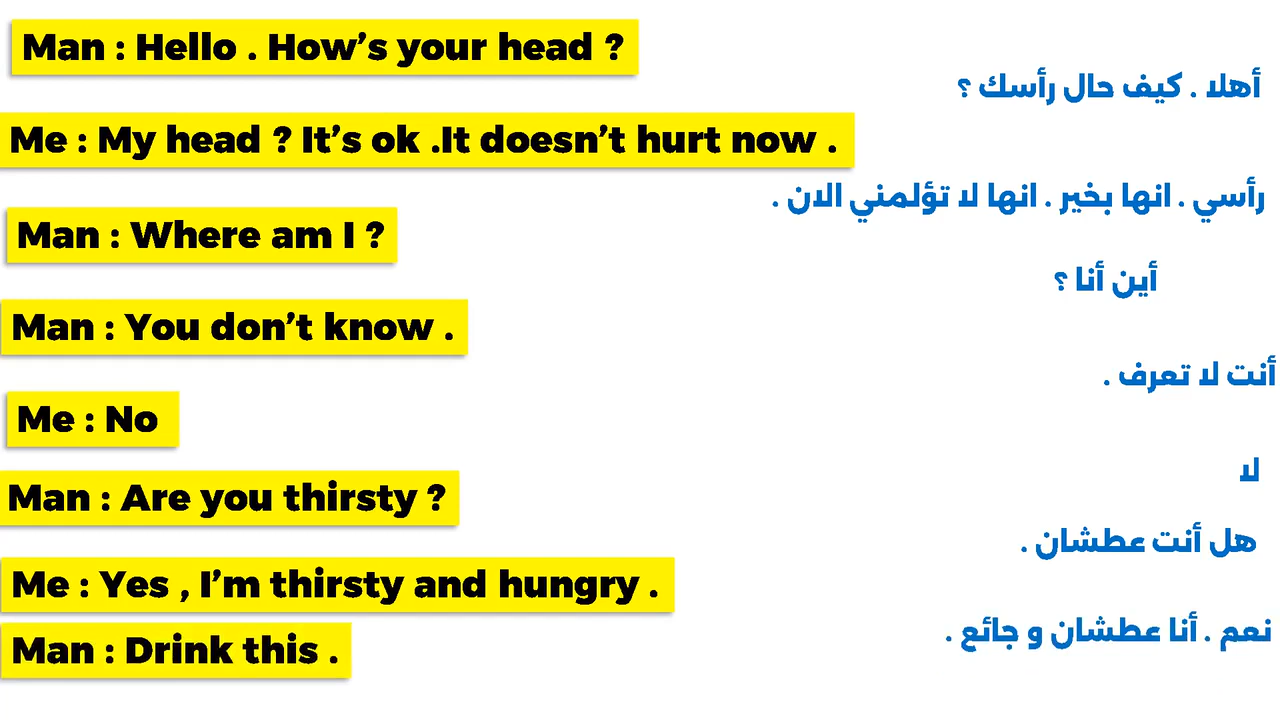 Man : Hello . How's your head ?
أهلا . كيف حال رأسك ؟
Me : My head ? It's ok .It doesn't hurt now .
رأسي . انها بخير . انها لا تؤلمني الان .
Man : Where am I ?
أين أنا ؟
Man : You don't know .
أنت لا تعرف .
Me : No
لا
Man : Are you thirsty ?
هل أنت عطشان .
Me : Yes , I'm thirsty and hungry .
نعم . أنا عطشان و جائع .
Man : Drink this .